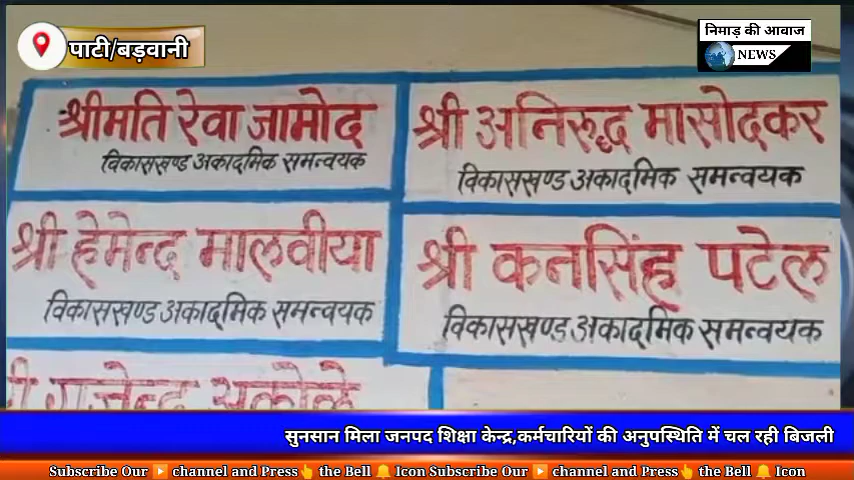 पाटी/बड़वानी
निमाड़ की आवाज
NEWS
श्रीमति रेवा जामोद
विकासखण्ड अकादमिक समन्वयक
श्री अनिरूद्ध मासोदकर
विकासखण्ड अकादमिक समन्वयक
श्री हेमेन्द मालवीया
विकासखण्ड अकादमिक समन्वयक
श्री कनसिंह पटेल
विकासखण्ड अकादमिक समन्वयक
सुनसान मिला जनपद शिक्षा केन्द्र,कर्मचारियों की अनुपस्थिति में चल रही बिजली
Subscribe Our ▶️ channel and Press👆 the Bell 🔔 Icon Subscribe Our ▶️ channel and Press👆 the Bell 🔔 Icon